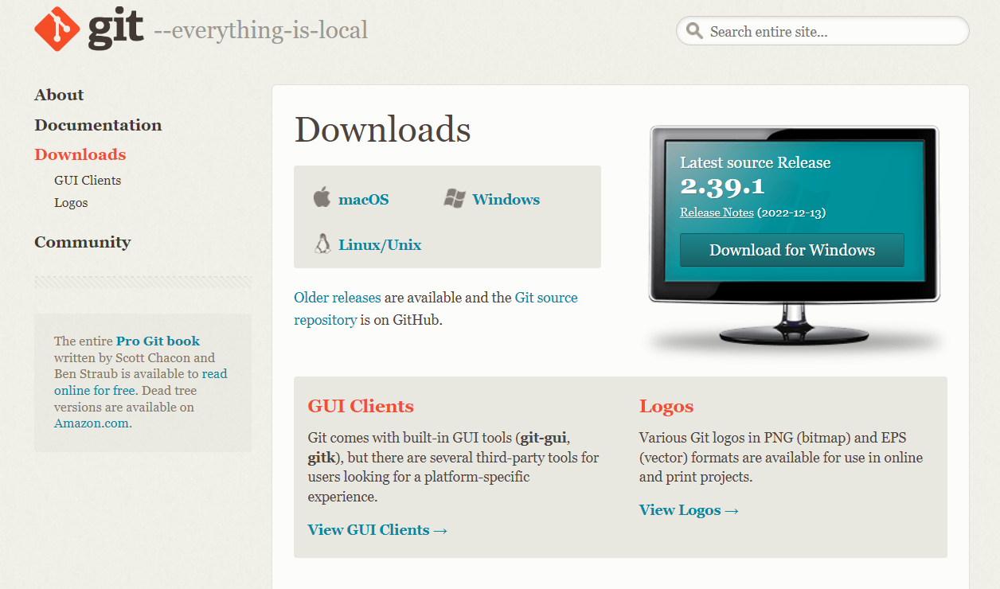 git --everything-is-local
Search entire site...
About
Documentation
Downloads
GUI Clients
Logos
Community
The entire Pro Git book
written by Scott Chacon and
Ben Straub is available to read
online for free. Dead tree
versions are available on
Amazon.com.
Downloads
macOS
Windows
Linux/Unix
Older releases are available and the Git source
repository is on GitHub.
Latest source Release
2.39.1
Release Notes (2022-12-13)
Download for Windows
GUI Clients
Git comes with built-in GUI tools (git-gui,
gitk), but there are several third-party tools for
users looking for a platform-specific
experience.
View GUI Clients →
Logos
Various Git logos in PNG (bitmap) and EPS
(vector) formats are available for use in online
and print projects.
View Logos →